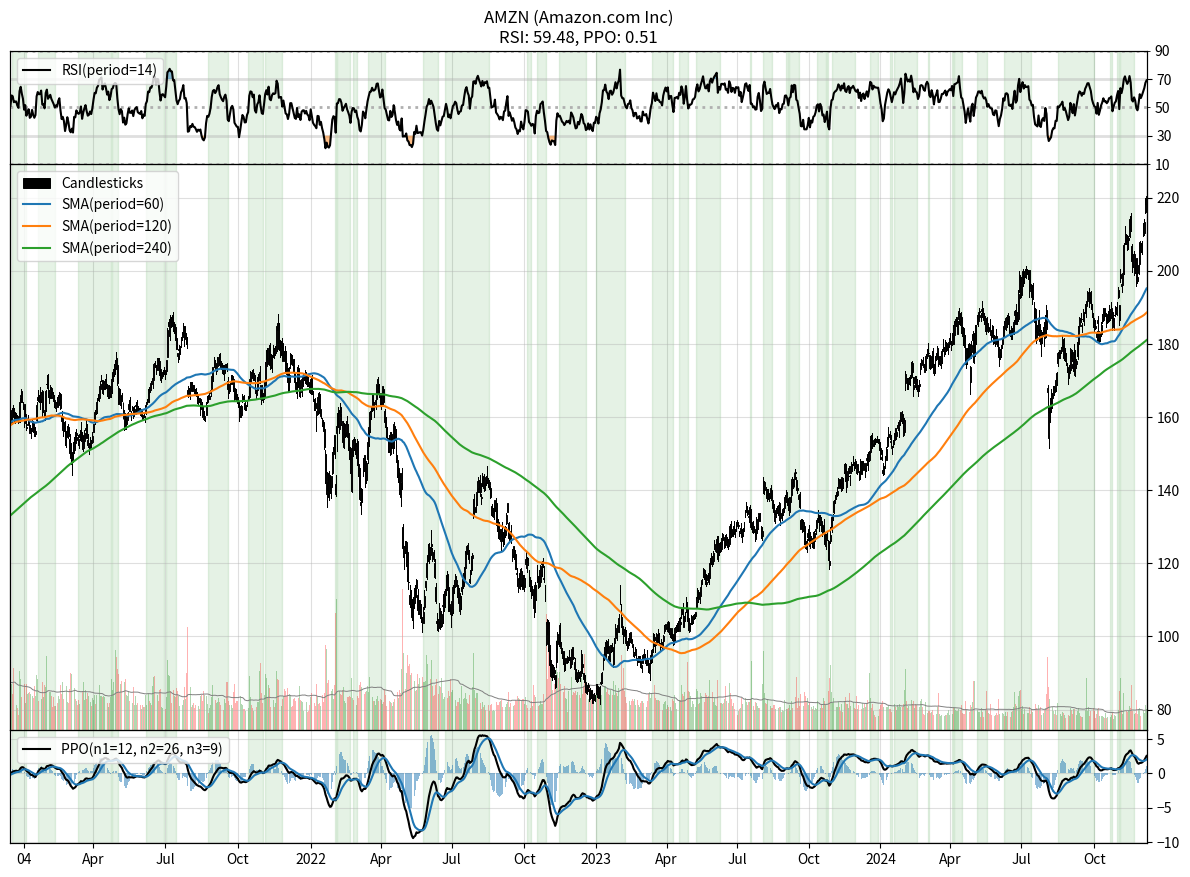 AMZN (Amazon.com Inc)
RSI: 59.48, PPO: 0.51
RSI(period=14)
90
70
50
30
10
Candlesticks
SMA(period=60)
SMA(period=120)
SMA(period=240)
220
200
180
160
140
120
100
80
PPO(n1=12, n2=26, n3=9)
5
0
−5
−10
04 Apr Jul Oct 2022 Apr Jul Oct 2023 Apr Jul Oct 2024 Apr Jul Oct